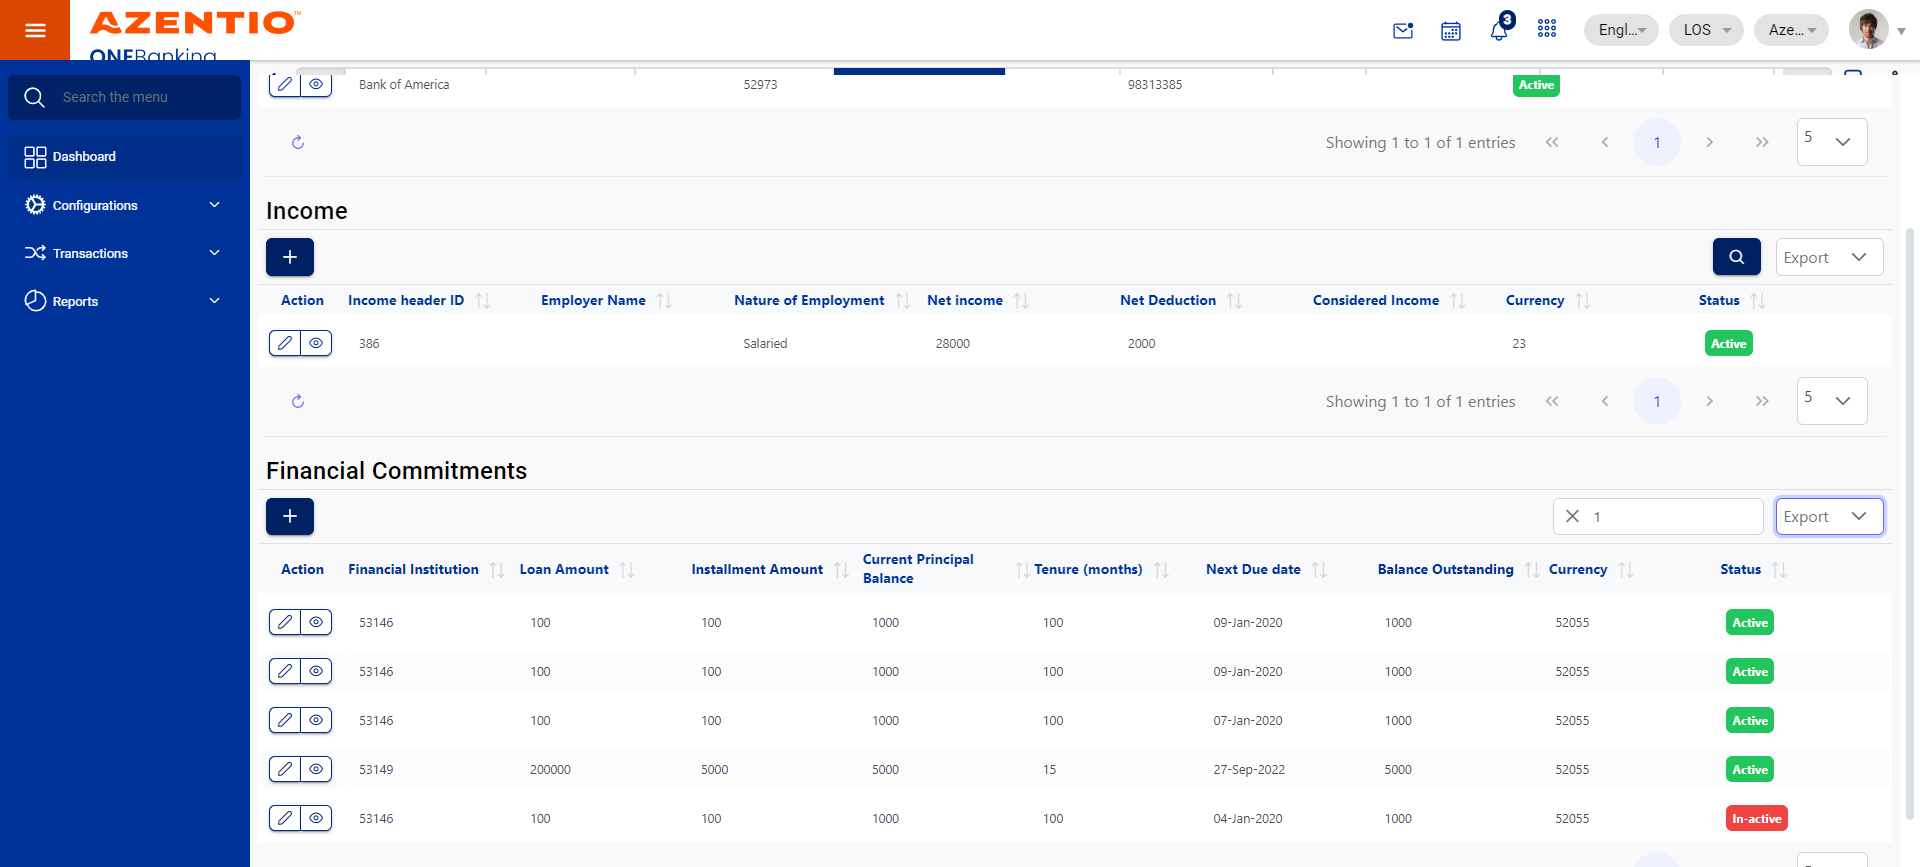 AZENTIO™
ONEBanking
3
Engl...
LOS
Aze...
Search the menu
Dashboard
Configurations
Transactions
Reports
Bank of America 52973 98313385 Active
Showing 1 to 1 of 1 entries 1 5
Income
Export
Action Income header ID Employer Name Nature of Employment Net income Net Deduction Considered Income Currency Status
386 Salaried 28000 2000 23 Active
Showing 1 to 1 of 1 entries 1 5
Financial Commitments
1 Export
Action Financial Institution Loan Amount Installment Amount Current Principal Balance Tenure (months) Next Due date Balance Outstanding Currency Status
53146 100 100 1000 100 09-Jan-2020 1000 52055 Active
53146 100 100 1000 100 09-Jan-2020 1000 52055 Active
53146 100 100 1000 100 07-Jan-2020 1000 52055 Active
53149 200000 5000 5000 15 27-Sep-2022 5000 52055 Active
53146 100 100 1000 100 04-Jan-2020 1000 52055 In-active